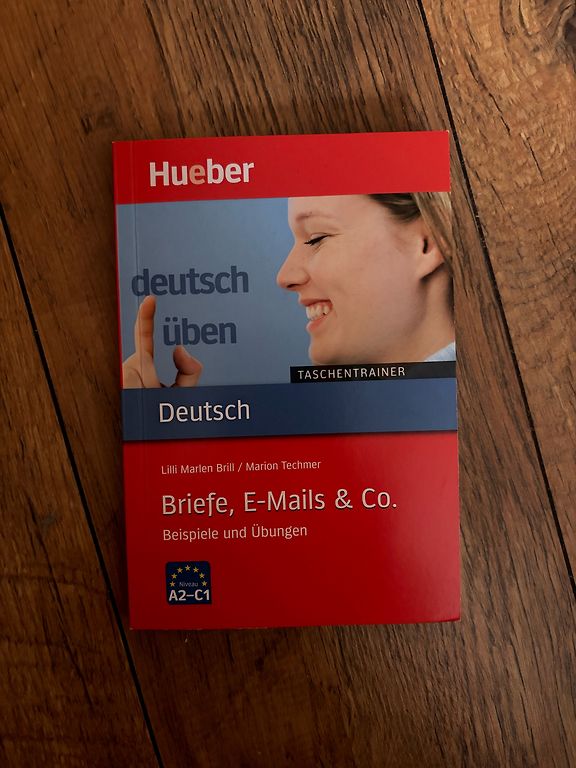 Hueber
deutsch
üben
TASCHENTRAINER
Deutsch
Lilli Marlen Brill / Marion Techmer
Briefe, E-Mails & Co.
Beispiele und Übungen
Niveau
A2–C1